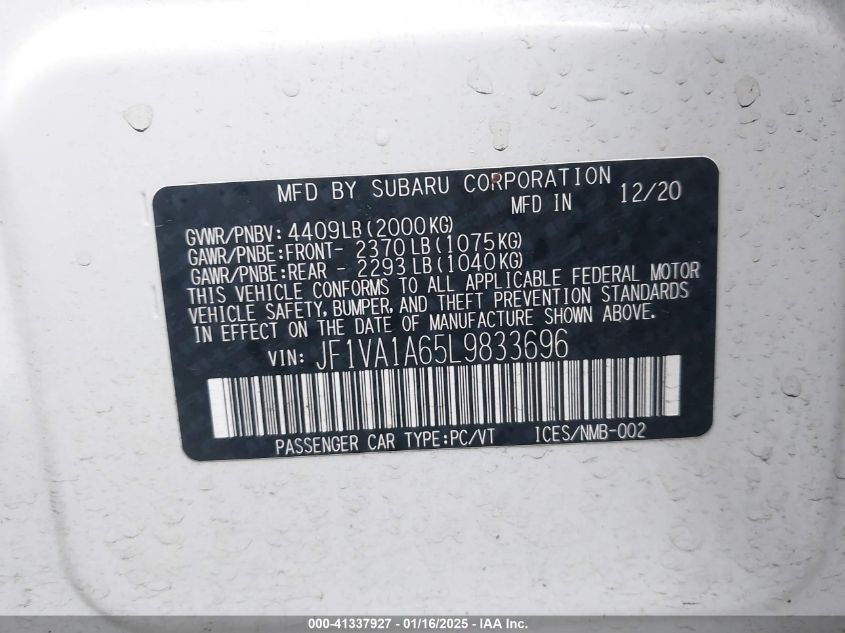 MFD BY SUBARU CORPORATION
MFD IN 12/20
GVWR/PNBV: 4409LB(2000KG)
GAWR/PNBE:FRONT- 2370LB(1075KG)
GAWR/PNBE:REAR - 2293LB(1040KG)
THIS VEHICLE CONFORMS TO ALL APPLICABLE FEDERAL MOTOR
VEHICLE SAFETY, BUMPER, AND THEFT PREVENTION STANDARDS
IN EFFECT ON THE DATE OF MANUFACTURE SHOWN ABOVE.
VIN: JF1VA1A65L9833696
PASSENGER CAR TYPE:PC/VT ICES/NMB-002
000-41337927 - 01/16/2025 - IAA Inc.